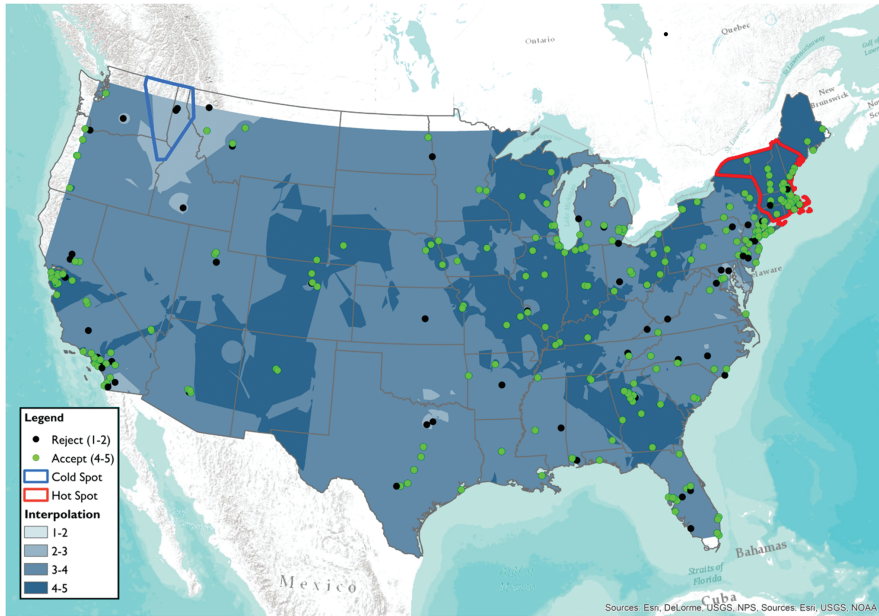 Ontario
Quebec
St Lawrence
New
Brunswick
Delaware
Legend
Reject (1-2)
Accept (4-5)
Cold Spot
Hot Spot
Interpolation
1-2
2-3
3-4
4-5
Mexico
Bahamas
Straits of
Florida
Cuba
Sources: Esri, DeLorme, USGS, NPS, Sources: Esri, USGS, NOAA